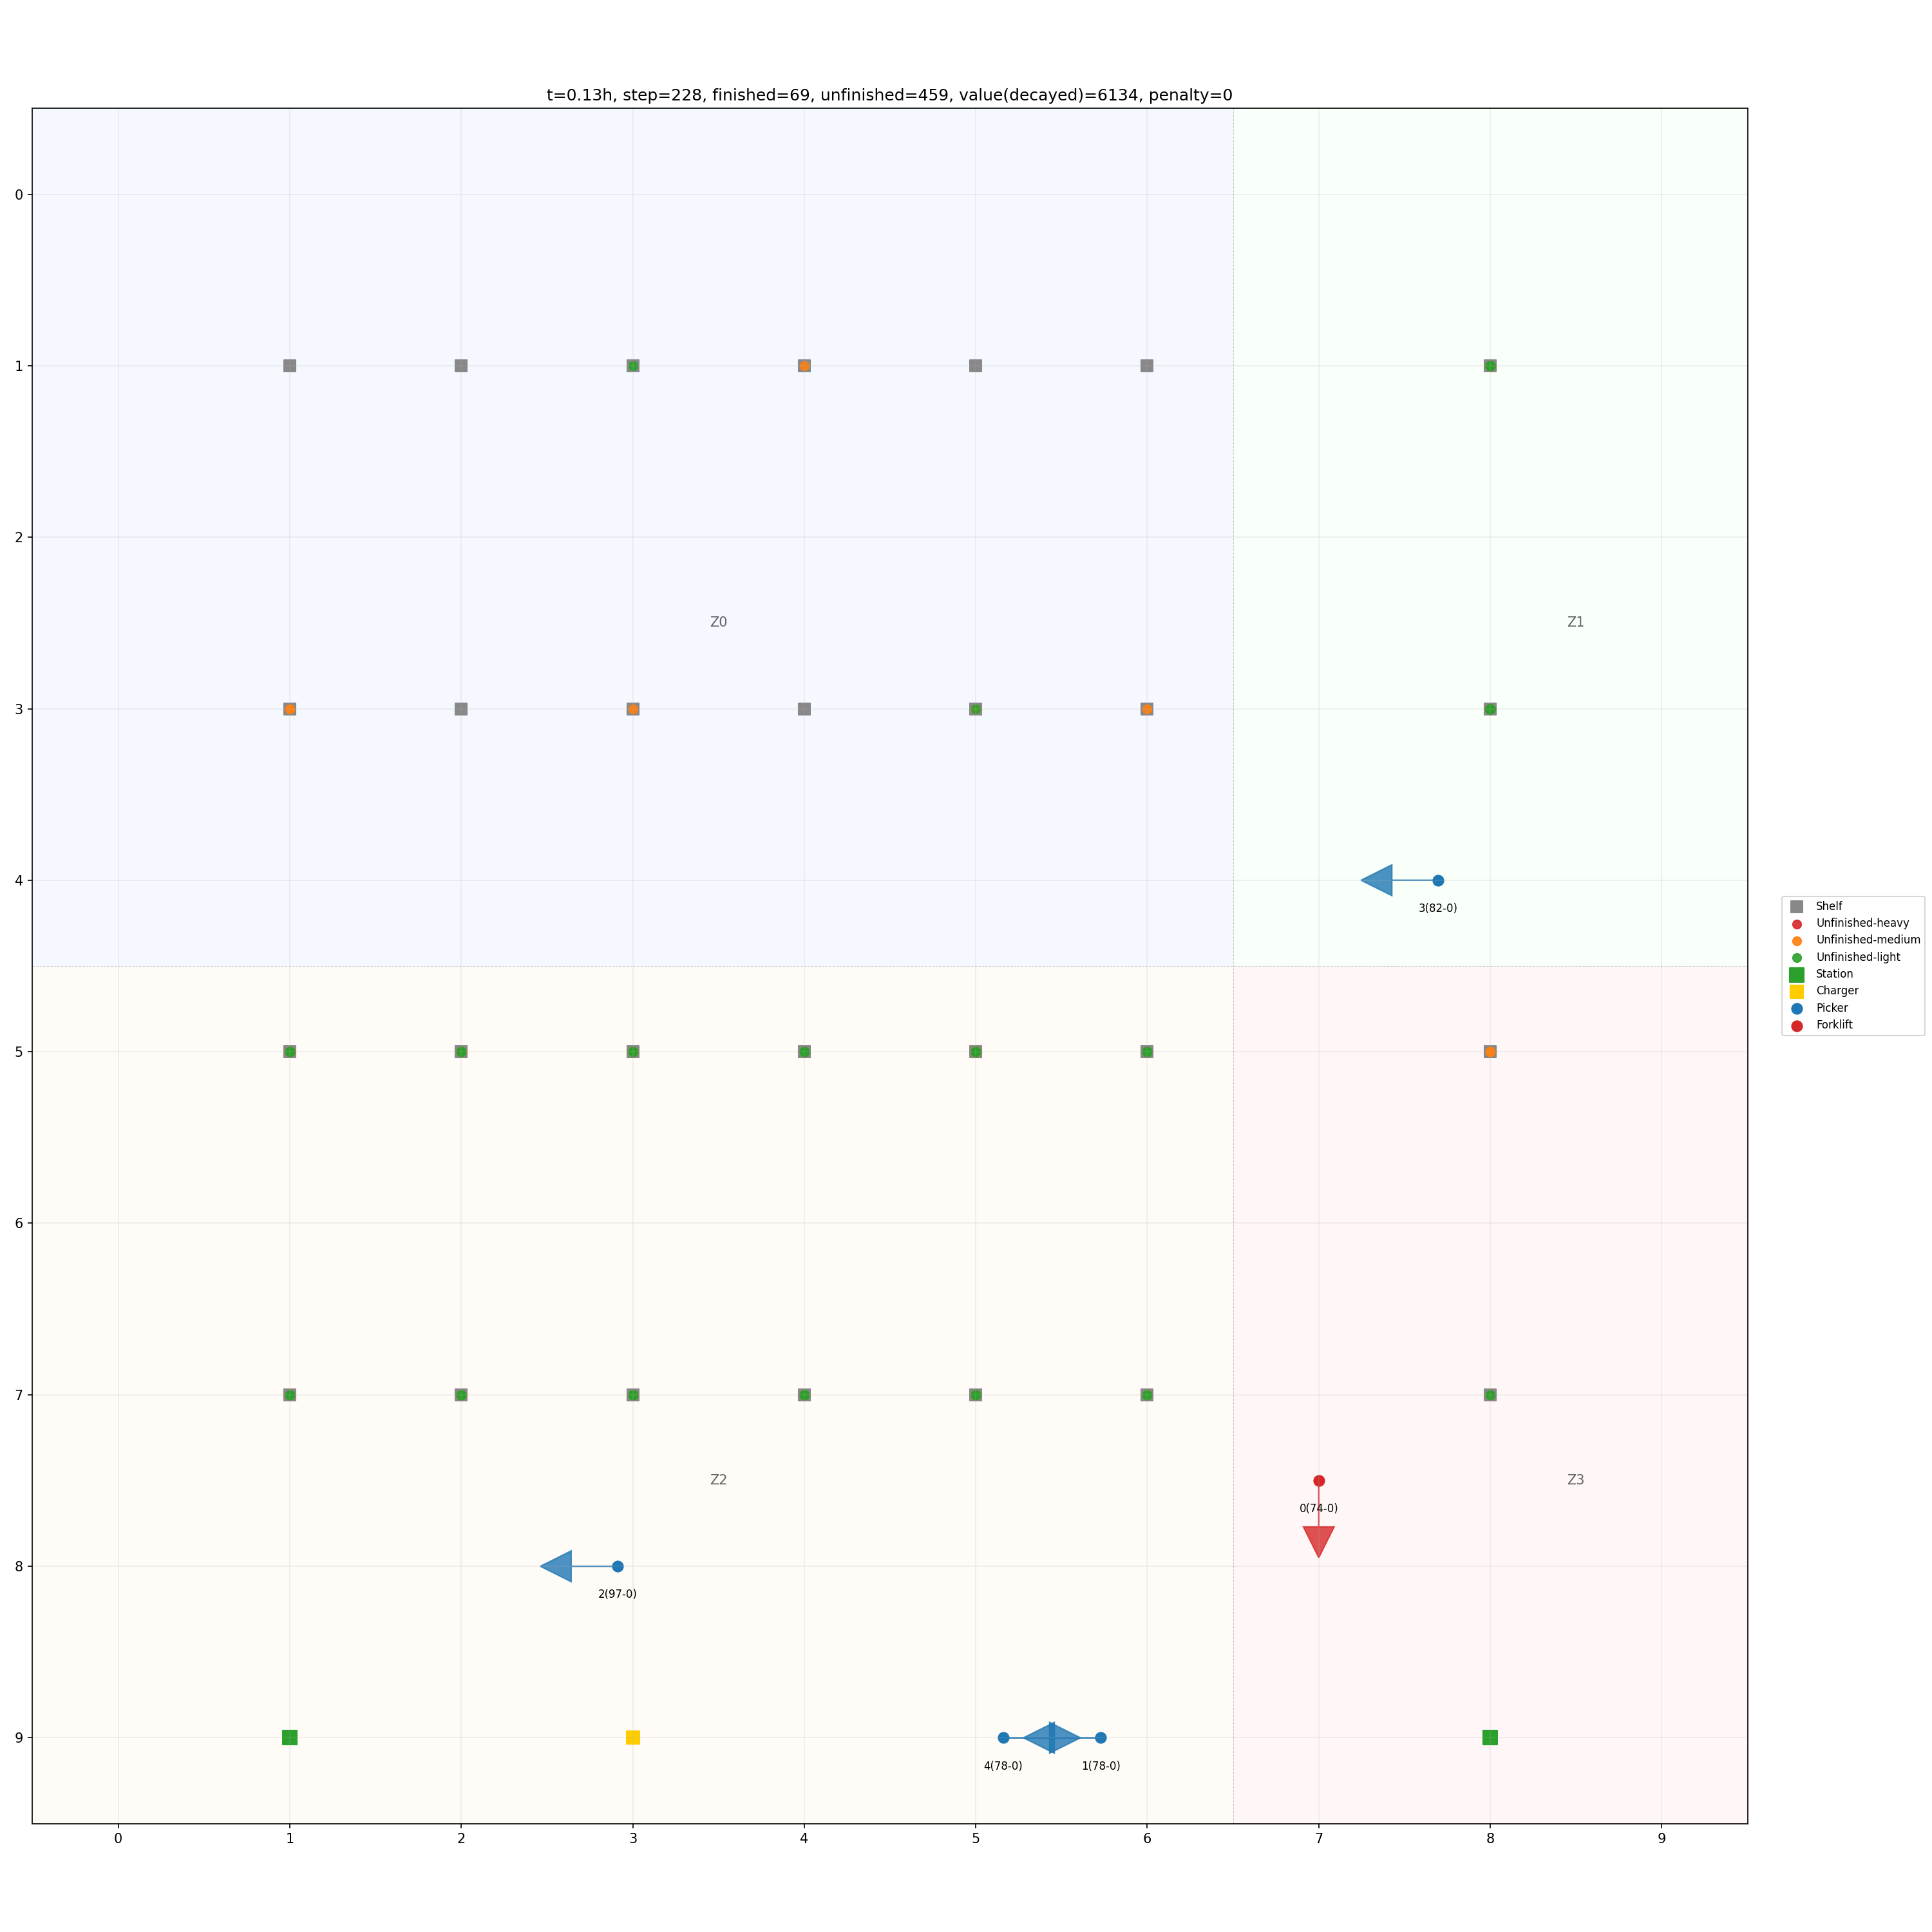 t=0.13h, step=228, finished=69, unfinished=459, value(decayed)=6134, penalty=0
0
1
2
Z0
Z1
3
4
3(82-0)
Shelf
Unfinished-heavy
Unfinished-medium
Unfinished-light
Station
Charger
Picker
Forklift
5
6
7
Z2
Z3
0(74-0)
8
2(97-0)
9
4(78-0)
1(78-0)
0 1 2 3 4 5 6 7 8 9